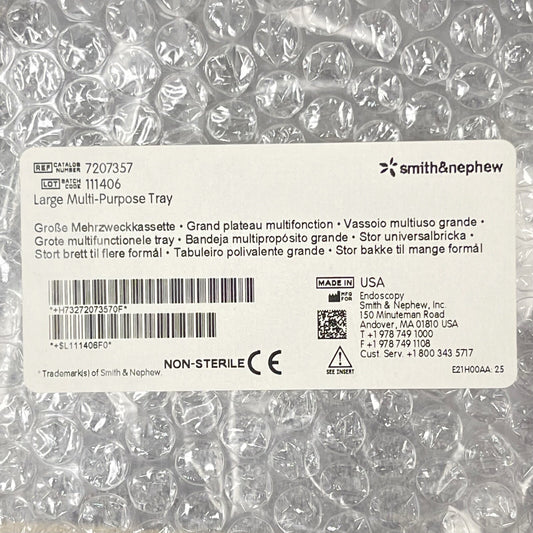 REF CATALOG NUMBER 7207357
smith&nephew
LOT BATCH CODE 111406
Large Multi-Purpose Tray
Große Mehrzweckkassette • Grand plateau multifonction • Vassoio multiuso grande •
Grote multifunctionele tray • Bandeja multipropósito grande • Stor universalbricka •
Stort brett til flere formål • Tabuleiro polivalente grande • Stor bakke til mange formål
*+H73272073570F*
*+SL111406F0*
NON-STERILE CE
* Trademark(s) of Smith & Nephew.
MADE IN USA
MFG FOR Endoscopy
Smith & Nephew, Inc.
150 Minuteman Road
Andover, MA 01810 USA
T +1 978 749 1000
F +1 978 749 1108
Cust. Serv. +1 800 343 5717
SEE INSERT
E21H00AA: 25